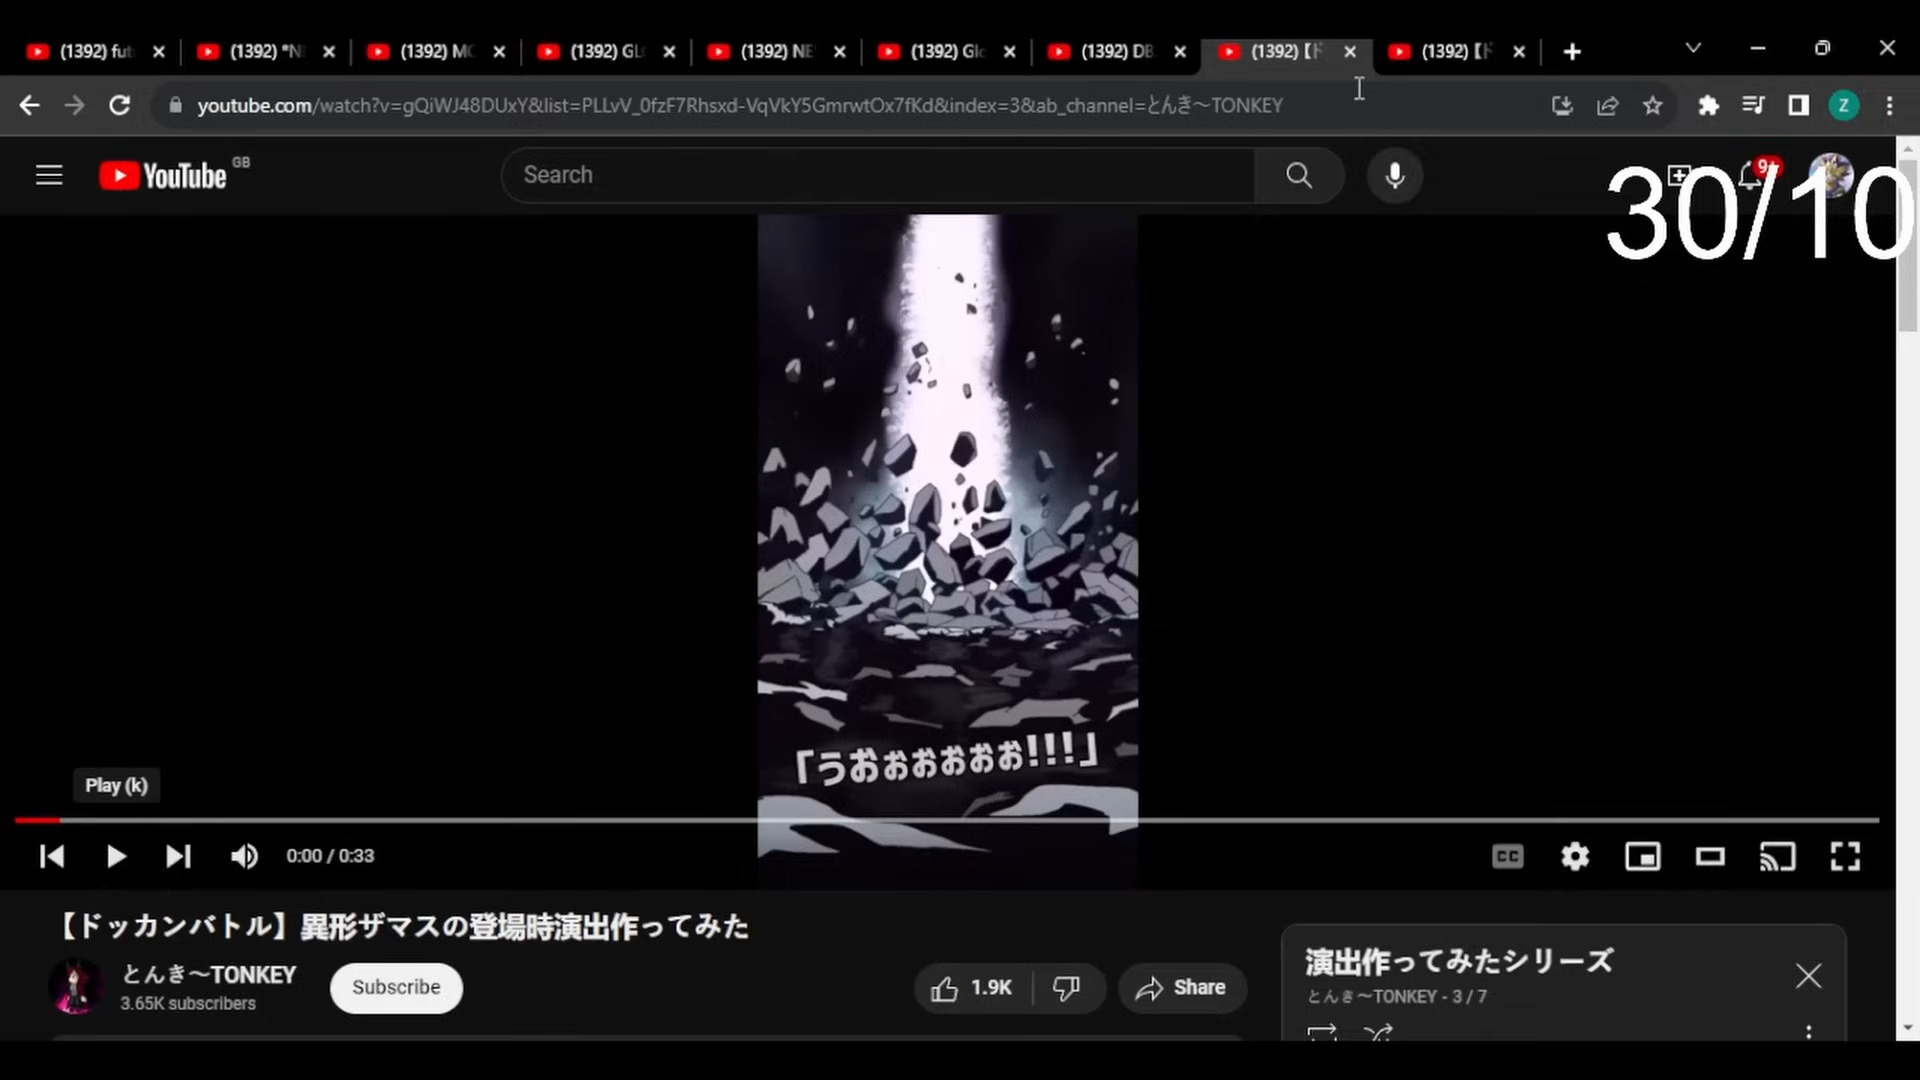 (1392) fut
(1392) *N
(1392) MC
(1392) GL
(1392) NE
(1392) Glo
(1392) DB
(1392)【ド
(1392)【ド
youtube.com/watch?v=gQiWJ48DUxY&list=PLLvV_0fzF7Rhsxd-VqVkY5GmrwtOx7fKd&index=3&ab_channel=とんき〜TONKEY
Z
YouTube GB
Search
9+
30/10
「うおぉぉぉぉぉ!!!」
Play (k)
0:00 / 0:33
CC
【ドッカンバトル】異形ザマスの登場時演出作ってみた
とんき〜TONKEY
3.65K subscribers
Subscribe
1.9K
Share
演出作ってみたシリーズ
とんき〜TONKEY - 3 / 7